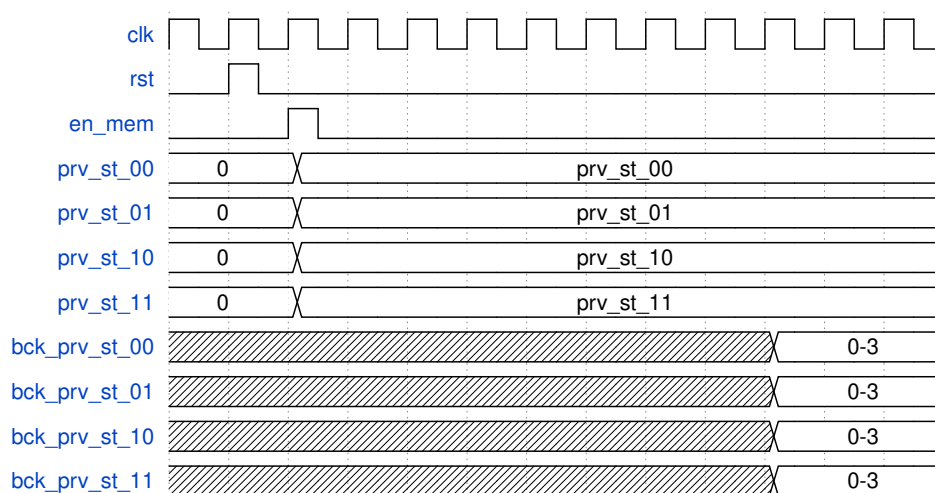 clk
rst
en_mem
prv_st_00 0 prv_st_00
prv_st_01 0 prv_st_01
prv_st_10 0 prv_st_10
prv_st_11 0 prv_st_11
bck_prv_st_00 0-3
bck_prv_st_01 0-3
bck_prv_st_10 0-3
bck_prv_st_11 0-3